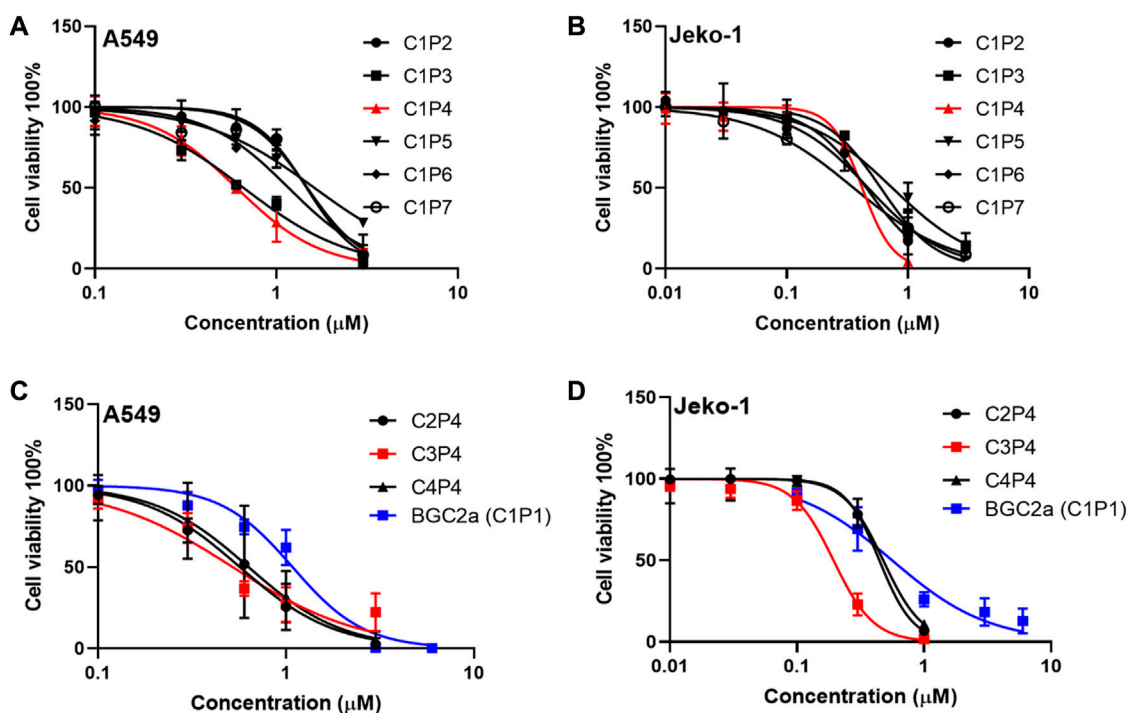 A
A549
Cell viability 100%
150
100
50
0
0.1
1
10
Concentration (μM)
C1P2
C1P3
C1P4
C1P5
C1P6
C1P7
B
Jeko-1
Cell viability 100%
150
100
50
0
0.01
0.1
1
10
Concentration (μM)
C1P2
C1P3
C1P4
C1P5
C1P6
C1P7
C
A549
Cell viability 100%
150
100
50
0
0.1
1
10
Concentration (μM)
C2P4
C3P4
C4P4
BGC2a (C1P1)
D
Jeko-1
Cell viability 100%
150
100
50
0
0.01
0.1
1
10
Concentration (μM)
C2P4
C3P4
C4P4
BGC2a (C1P1)